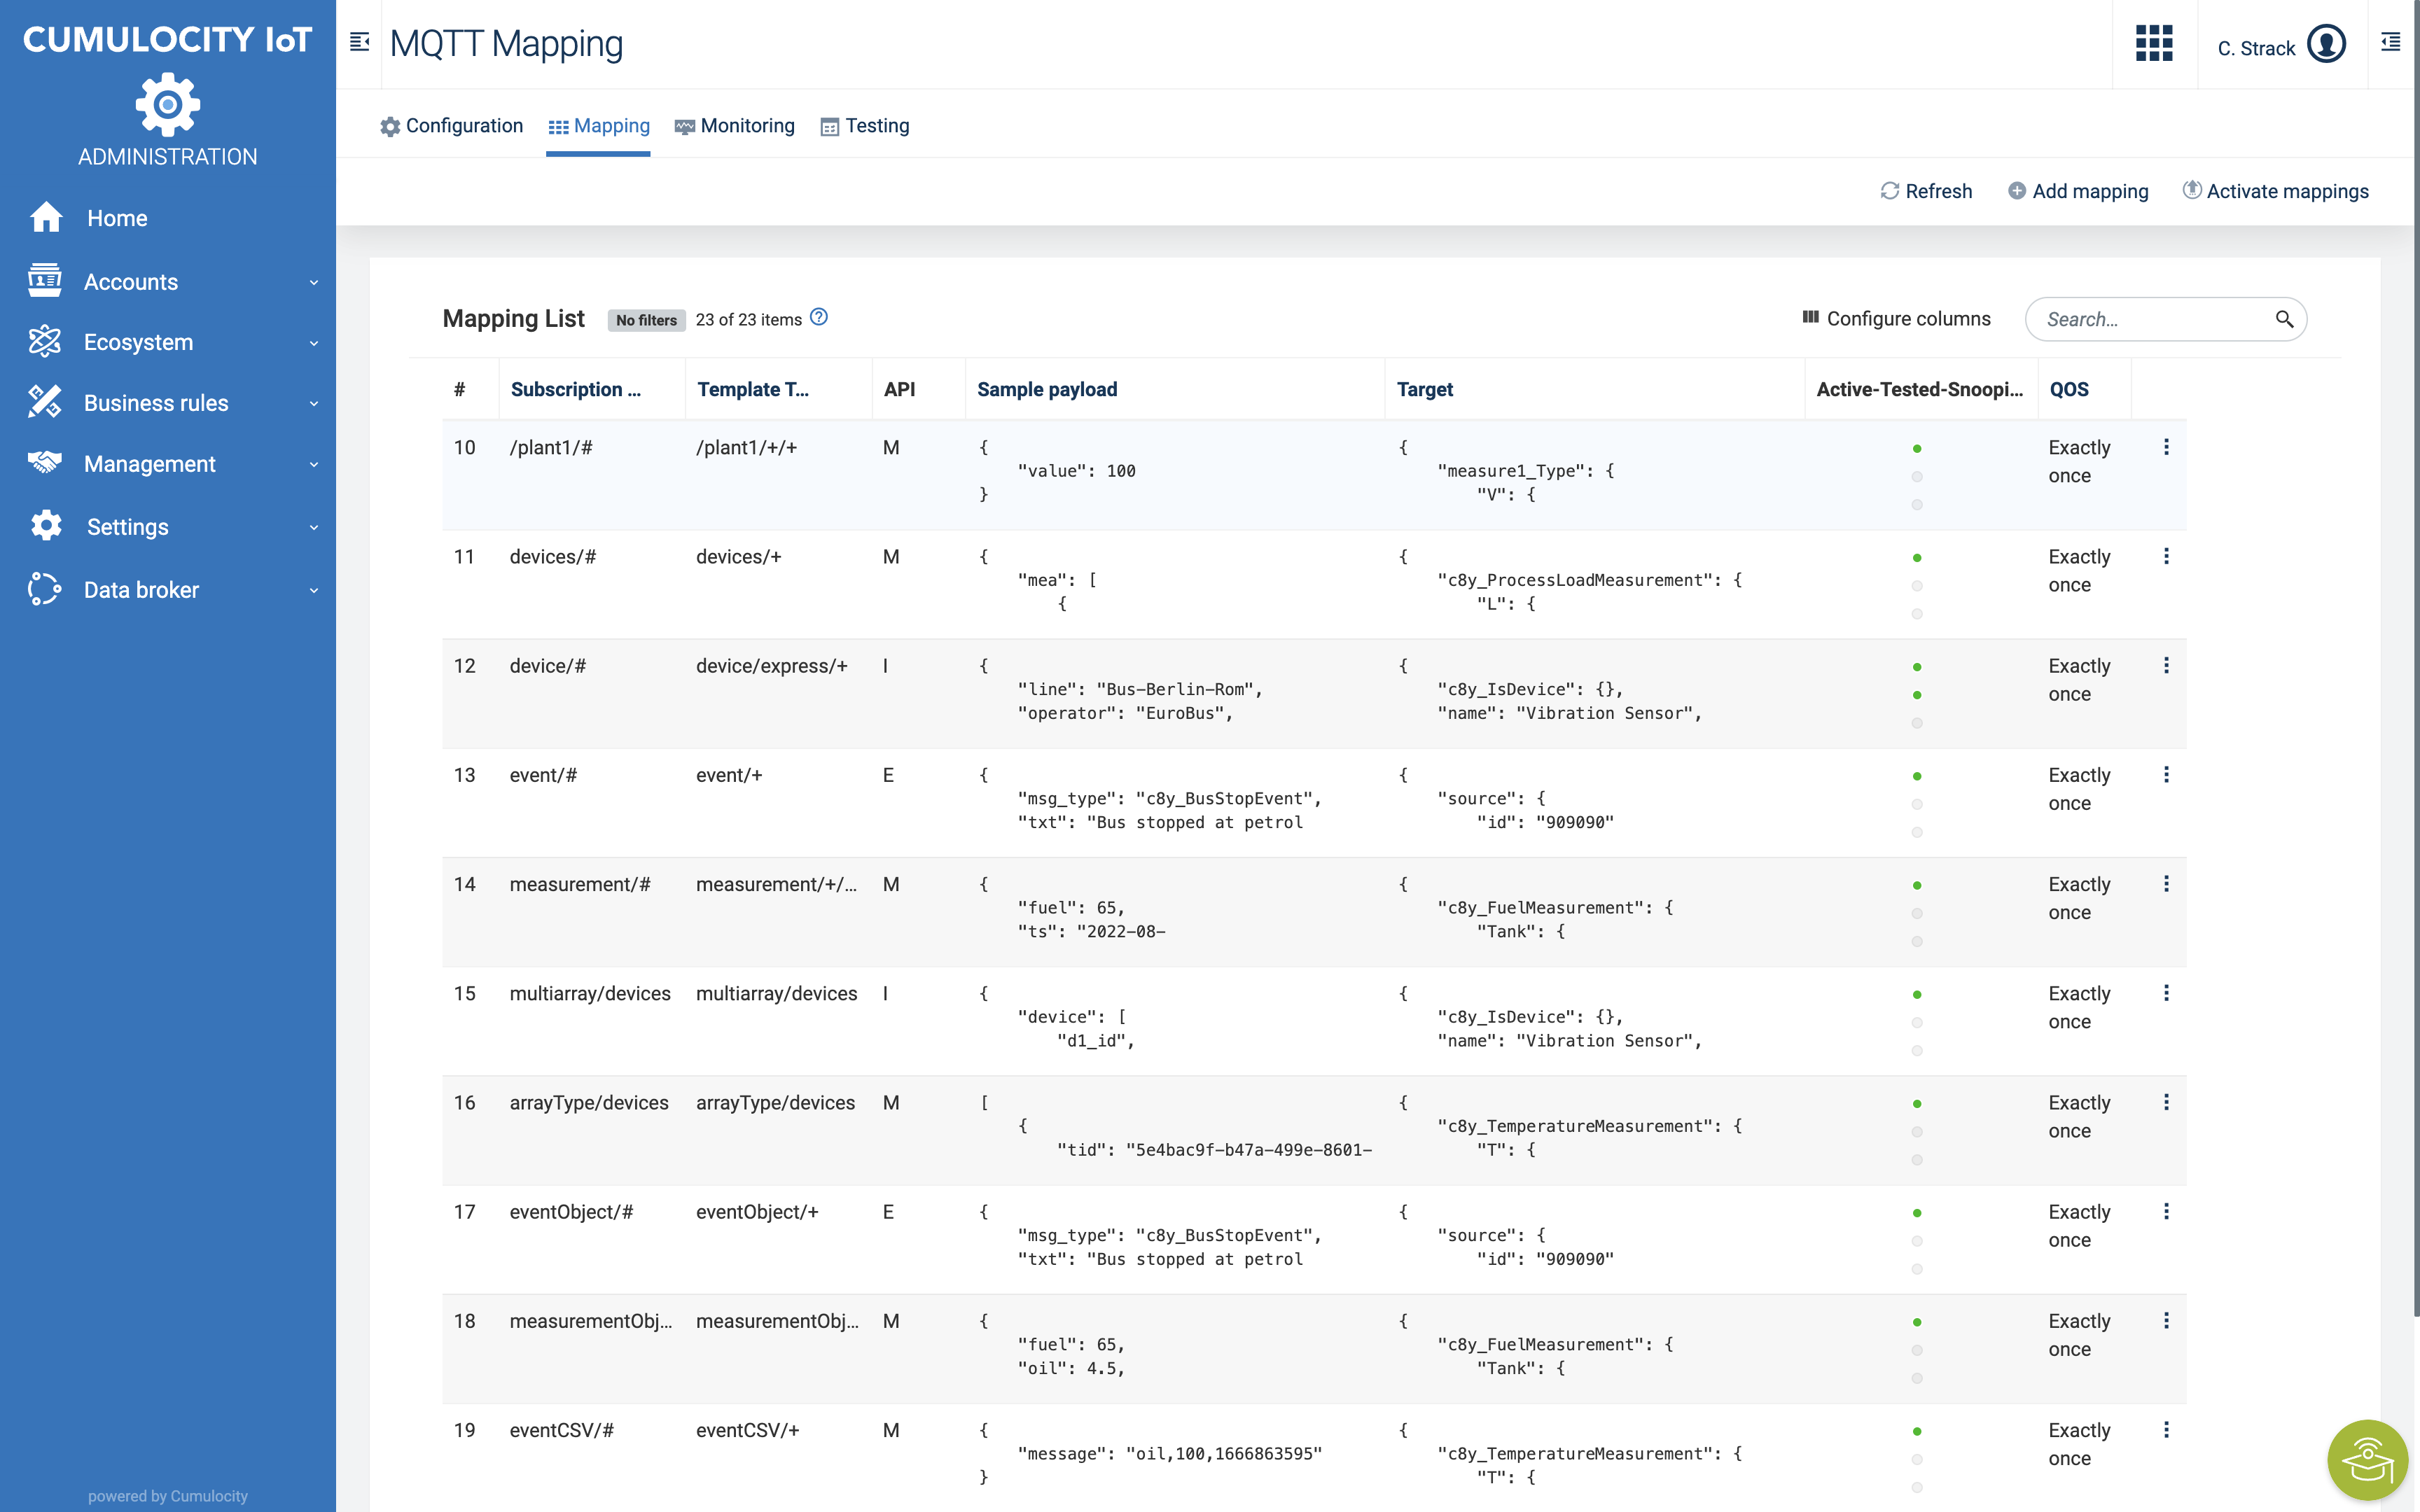 CUMULOCITY IoT
ADMINISTRATION
Home
Accounts
Ecosystem
Business rules
Management
Settings
Data broker
powered by Cumulocity
MQTT Mapping
C. Strack
Configuration Mapping Monitoring Testing
Refresh Add mapping Activate mappings
Mapping List No filters 23 of 23 items ? Configure columns Search...
# Subscription ... Template T... API Sample payload Target Active-Tested-Snoopi... QOS
10 /plant1/# /plant1/+/+ M { { Exactly
"value": 100 "measure1_Type": { once
} "V": {
11 devices/# devices/+ M { { Exactly
"mea": [ "c8y_ProcessLoadMeasurement": { once
{ "L": {
12 device/# device/express/+ I { { Exactly
"line": "Bus-Berlin-Rom", "c8y_IsDevice": {}, once
"operator": "EuroBus", "name": "Vibration Sensor",
13 event/# event/+ E { { Exactly
"msg_type": "c8y_BusStopEvent", "source": { once
"txt": "Bus stopped at petrol "id": "909090"
14 measurement/# measurement/+/... M { { Exactly
"fuel": 65, "c8y_FuelMeasurement": { once
"ts": "2022-08- "Tank": {
15 multiarray/devices multiarray/devices I { { Exactly
"device": [ "c8y_IsDevice": {}, once
"d1_id", "name": "Vibration Sensor",
16 arrayType/devices arrayType/devices M [ { Exactly
{ "c8y_TemperatureMeasurement": { once
"tid": "5e4bac9f-b47a-499e-8601- "T": {
17 eventObject/# eventObject/+ E { { Exactly
"msg_type": "c8y_BusStopEvent", "source": { once
"txt": "Bus stopped at petrol "id": "909090"
18 measurementObj... measurementObj... M { { Exactly
"fuel": 65, "c8y_FuelMeasurement": { once
"oil": 4.5, "Tank": {
19 eventCSV/# eventCSV/+ M { { Exactly
"message": "oil,100,1666863595" "c8y_TemperatureMeasurement": { once
} "T": {